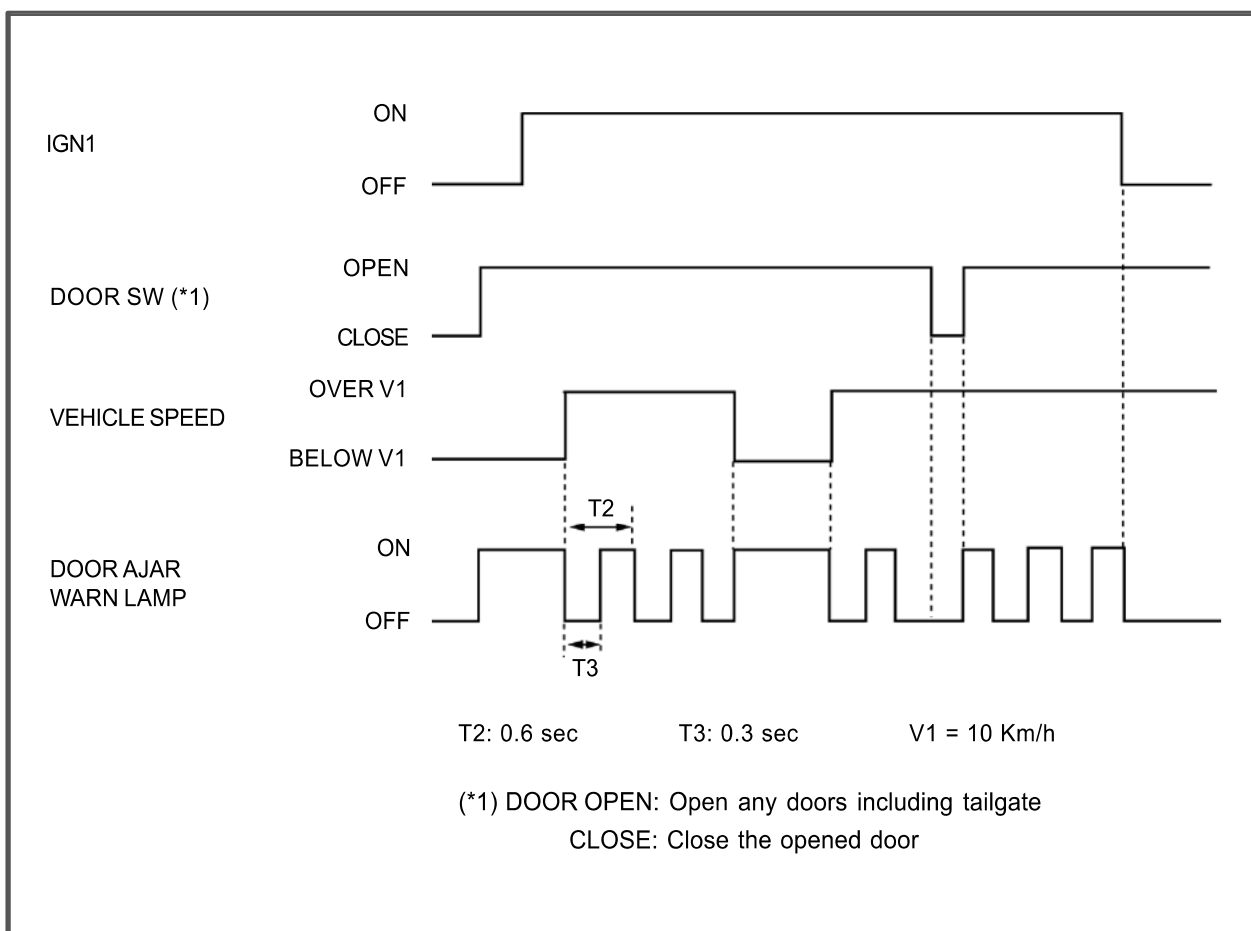 IGN1
ON
OFF
DOOR SW (*1)
OPEN
CLOSE
VEHICLE SPEED
OVER V1
BELOW V1
T2
DOOR AJAR
WARN LAMP
ON
OFF
T3
T2: 0.6 sec T3: 0.3 sec V1 = 10 Km/h
(*1) DOOR OPEN: Open any doors including tailgate
CLOSE: Close the opened door